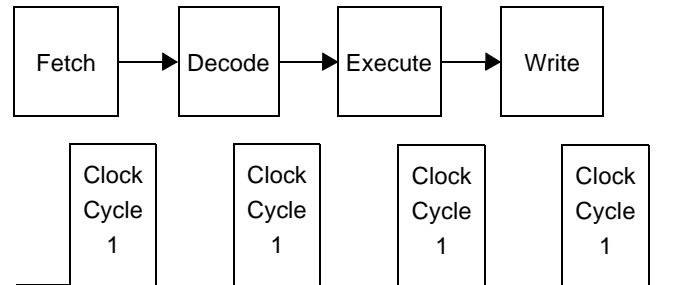 Fetch Decode Execute Write
Clock Clock Clock Clock
Cycle Cycle Cycle Cycle
1 1 1 1